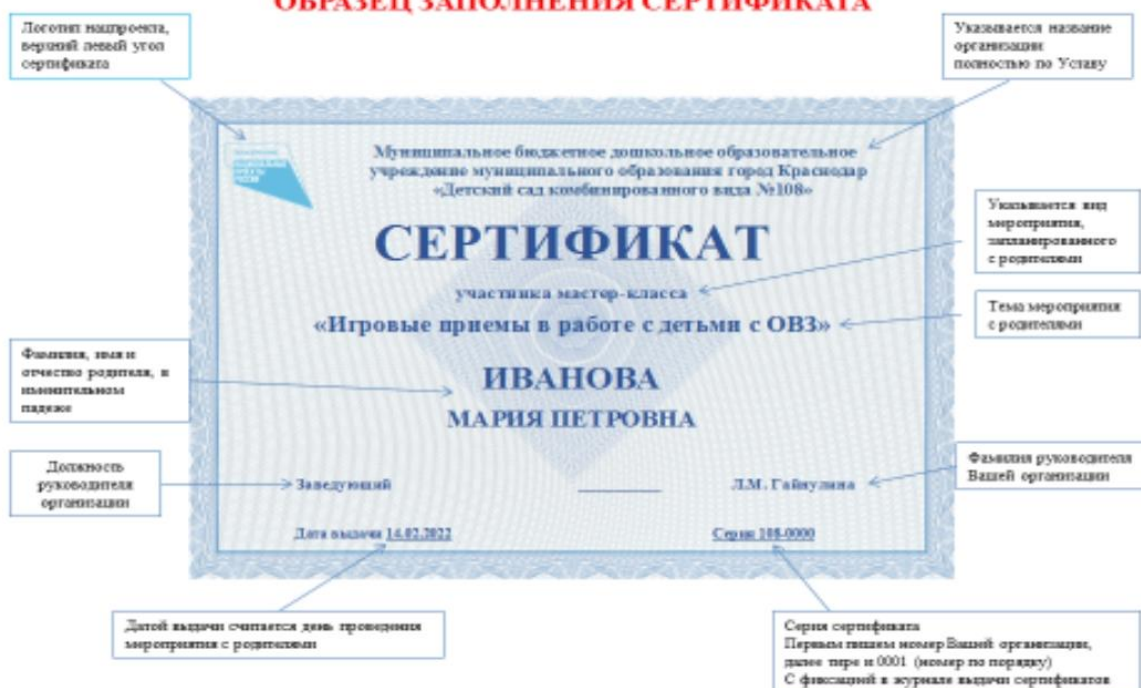 ОБРАЗЕЦ ЗАПОЛНЕНИЯ СЕРТИФИКАТА
Логотип нацпроекта,
верхний левый угол
сертификата
Указывается название
организации
полностью по Уставу
Муниципальное бюджетное дошкольное образовательное
учреждение муниципального образования город Краснодар
«Детский сад комбинированного вида №108»
СЕРТИФИКАТ
Указывается вид
мероприятия,
запланированного
с родителями
участника мастер-класса
Тема мероприятия
с родителями
«Игровые приемы в работе с детьми с ОВЗ»
Фамилия, имя и
отчество родителя, в
именительном
падеже
ИВАНОВА
МАРИЯ ПЕТРОВНА
Должность
руководителя
организации
Фамилия руководителя
Вашей организации
Заведующий
Л.М. Гайнулина
Дата выдачи 14.02.2022
Серия 108-0000
Датой выдачи считается день проведения
мероприятия с родителями
Серия сертификата
Первым пишем номер Вашей организации,
далее тире и 0001 (номер по порядку)
С фиксацией в журнале выдачи сертификатов